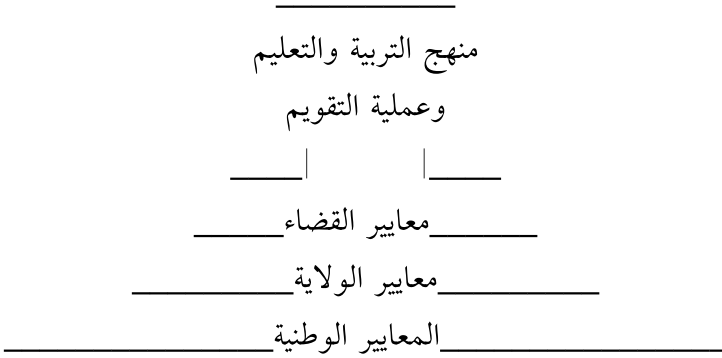 منهج التربية والتعليم
وعملية التقويم
معايير القضاء
معايير الولاية
المعايير الوطنية